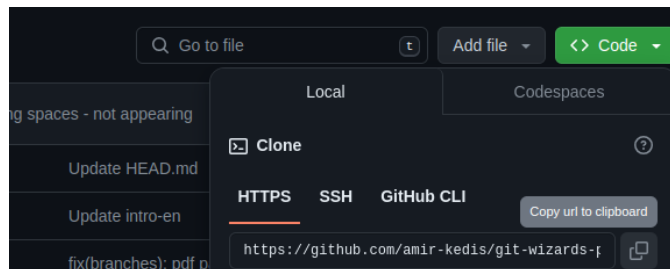 Go to file t Add file <> Code
Local Codespaces
ng spaces - not appearing
Clone
Update HEAD.md
HTTPS SSH GitHub CLI
Copy url to clipboard
Update intro-en
https://github.com/amir-kedis/git-wizards-p
fix(branches): pdf p